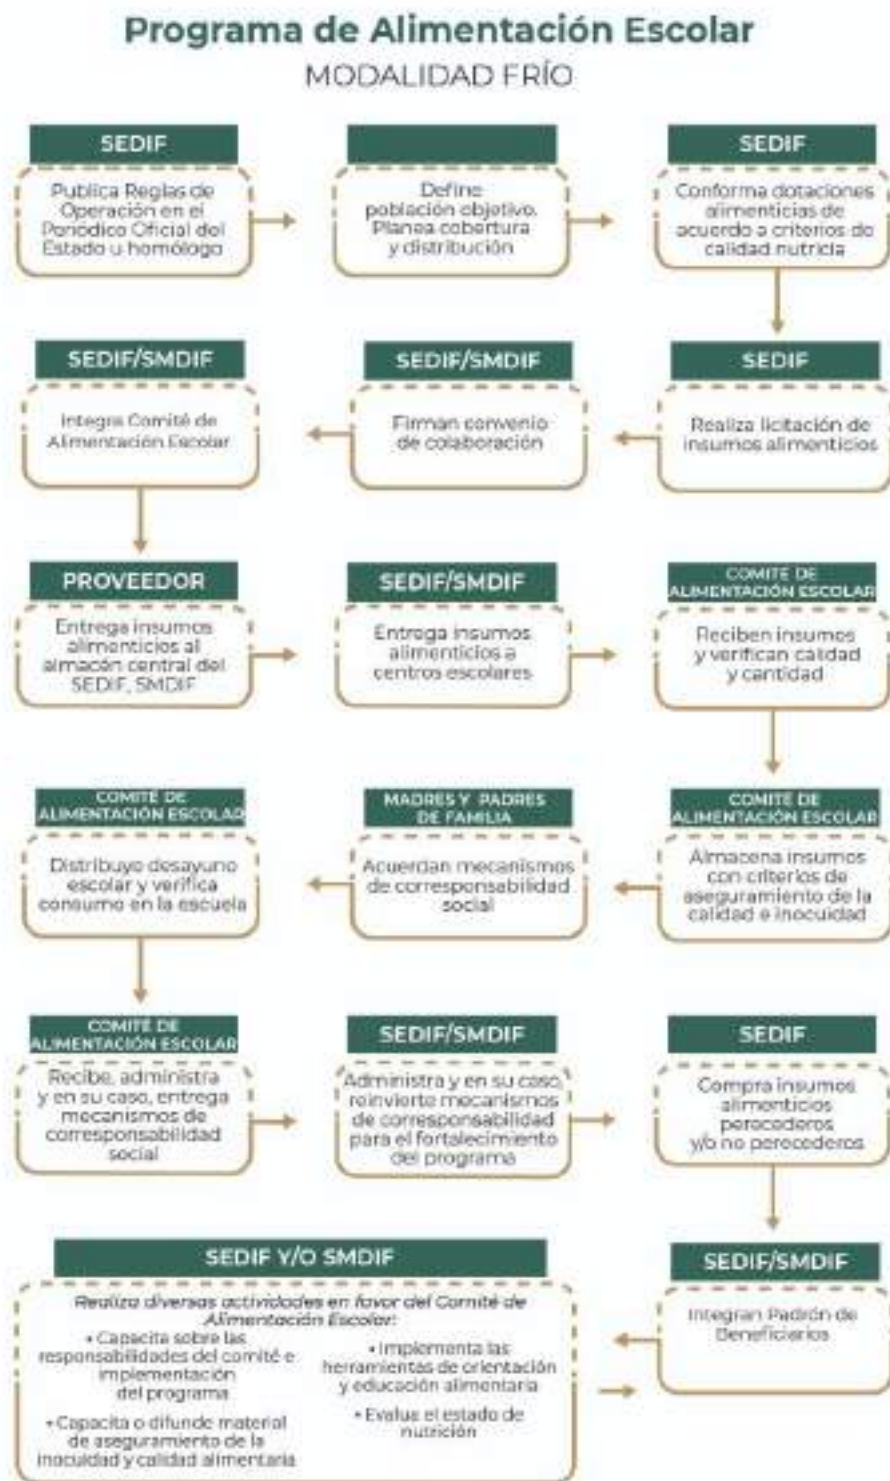 Programa de Alimentación Escolar
MODALIDAD FRÍO
SEDIF
Publica Reglas de
Operación en el
Periódico Oficial del
Estado u homólogo
Define
población objetivo.
Planea cobertura
y distribución
SEDIF
Conforma dotaciones
alimenticias de
acuerdo a criterios de
calidad nutricia
SEDIF/SMDIF
Integra Comité de
Alimentación Escolar
SEDIF/SMDIF
Firman convenio
de colaboración
SEDIF
Realiza licitación de
insumos alimenticios
PROVEEDOR
Entrega insumos
alimenticios al
almacén central del
SEDIF, SMDIF
SEDIF/SMDIF
Entrega insumos
alimenticios a
centros escolares
COMITÉ DE
ALIMENTACIÓN ESCOLAR
Reciben insumos
y verifican calidad
y cantidad
COMITÉ DE
ALIMENTACIÓN ESCOLAR
Distribuye desayuno
escolar y verifica
consumo en la escuela
MADRES Y PADRES
DE FAMILIA
Acuerdan mecanismos
de corresponsabilidad
social
COMITÉ DE
ALIMENTACIÓN ESCOLAR
Almacena insumos
con criterios de
aseguramiento de la
calidad e inocuidad
COMITÉ DE
ALIMENTACIÓN ESCOLAR
Recibe, administra
y en su caso, entrega
mecanismos de
corresponsabilidad
social
SEDIF/SMDIF
Administra y en su caso,
reinvierte mecanismos
de corresponsabilidad
para el fortalecimiento
del programa
SEDIF
Compra insumos
alimenticios
perecederos
y/o no perecederos
SEDIF Y/O SMDIF
Realiza diversas actividades en favor del Comité de
Alimentación Escolar:
• Capacita sobre las
responsabilidades del comité e
implementación
del programa
• Capacita o difunde material
de aseguramiento de la
inocuidad y calidad alimentaria
• Implementa las
herramientas de orientación
y educación alimentaria
• Evalua el estado de
nutrición
SEDIF/SMDIF
Integran Padrón de
Beneficiarios